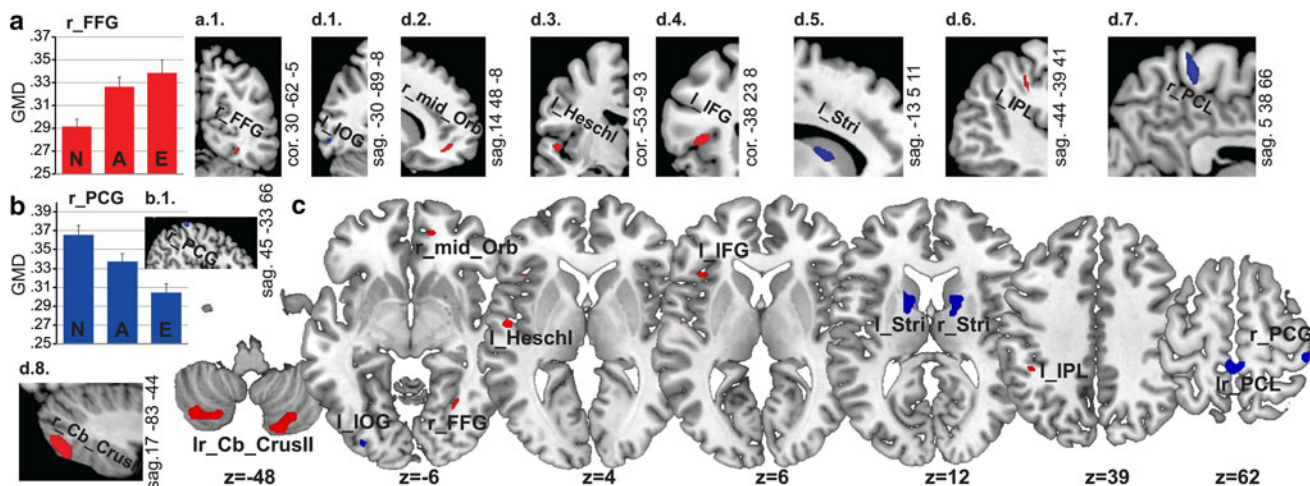 a
r_FFG
.37
.35
.33
.31
.29
.27
.25
GMD
N A E
a.1.
r_FFG
cor. 30 -62 -5
d.1.
l_IOG
sag. -30 -89 -8
d.2.
r_mid_Orb
sag.14 48 -8
d.3.
l_Heschl
cor. -53 -9 3
d.4.
l_IFG
cor. -38 23 8
d.5.
l_Stri
sag. -13 5 11
d.6.
l_IPL
sag. -44 -39 41
d.7.
r_PCL
sag. 5 38 66
b
r_PCG
.39
.37
.35
.33
.31
.29
.27
.25
GMD
N A E
b.1.
r_PCG
sag. 45 -33 66
d.8.
r_Cb_CrusI
sag.17 -83 -44
c
lr_Cb_CrusII
z=-48
r_mid_Orb
l_IOG
r_FFG
z=-6
l_Heschl
z=4
l_IFG
z=6
l_Stri
r_Stri
z=12
l_IPL
z=39
r_PCG
lr_PCL
z=62